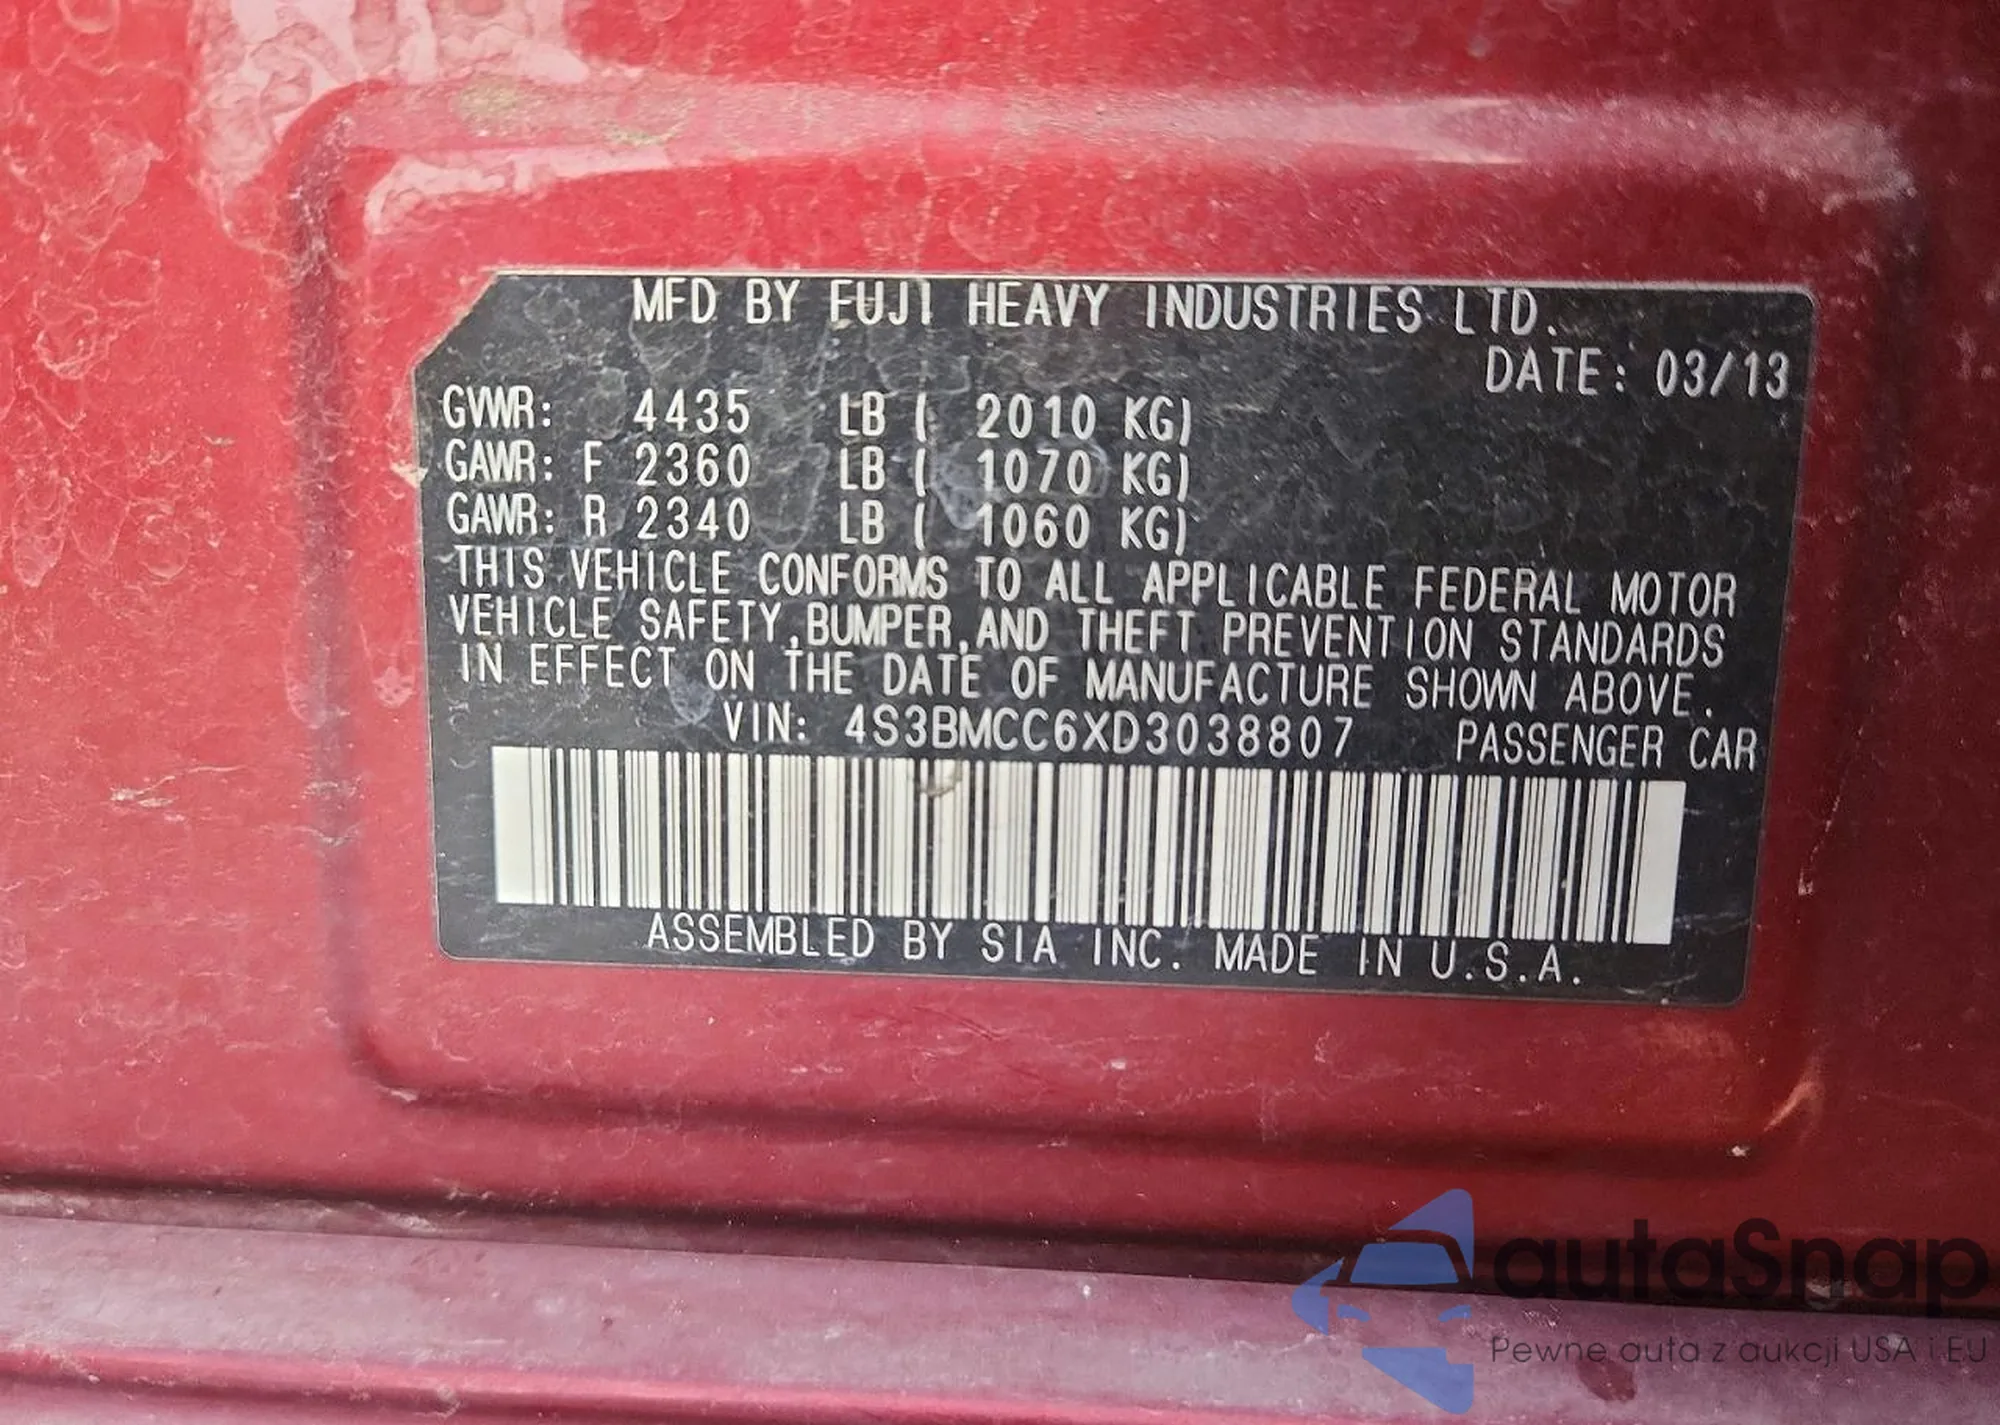 MFD BY FUJI HEAVY INDUSTRIES LTD.
DATE: 03/13
GVWR: 4435 LB ( 2010 KG)
GAWR: F 2360 LB ( 1070 KG)
GAWR: R 2340 LB ( 1060 KG)
THIS VEHICLE CONFORMS TO ALL APPLICABLE FEDERAL MOTOR
VEHICLE SAFETY,BUMPER,AND THEFT PREVENTION STANDARDS
IN EFFECT ON THE DATE OF MANUFACTURE SHOWN ABOVE.
VIN: 4S3BMCC6XD3038807 PASSENGER CAR
ASSEMBLED BY SIA INC. MADE IN U.S.A.
autaSnap
Pewne auta z aukcji USA i EU